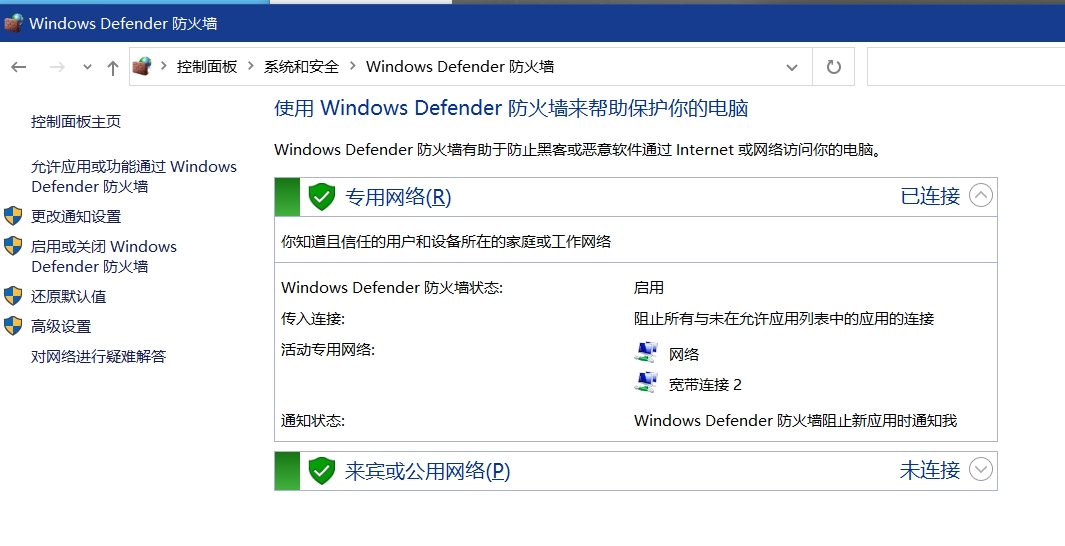 Windows Defender 防火墙
控制面板
系统和安全
Windows Defender 防火墙
控制面板主页
允许应用或功能通过 Windows
Defender 防火墙
更改通知设置
启用或关闭 Windows
Defender 防火墙
还原默认值
高级设置
对网络进行疑难解答
使用 Windows Defender 防火墙来帮助保护你的电脑
Windows Defender 防火墙有助于防止黑客或恶意软件通过 Internet 或网络访问你的电脑。
专用网络(R) 已连接
你知道且信任的用户和设备所在的家庭或工作网络
Windows Defender 防火墙状态: 启用
传入连接: 阻止所有与未在允许应用列表中的应用的连接
活动专用网络: 网络
宽带连接 2
通知状态: Windows Defender 防火墙阻止新应用时通知我
来宾或公用网络(P) 未连接